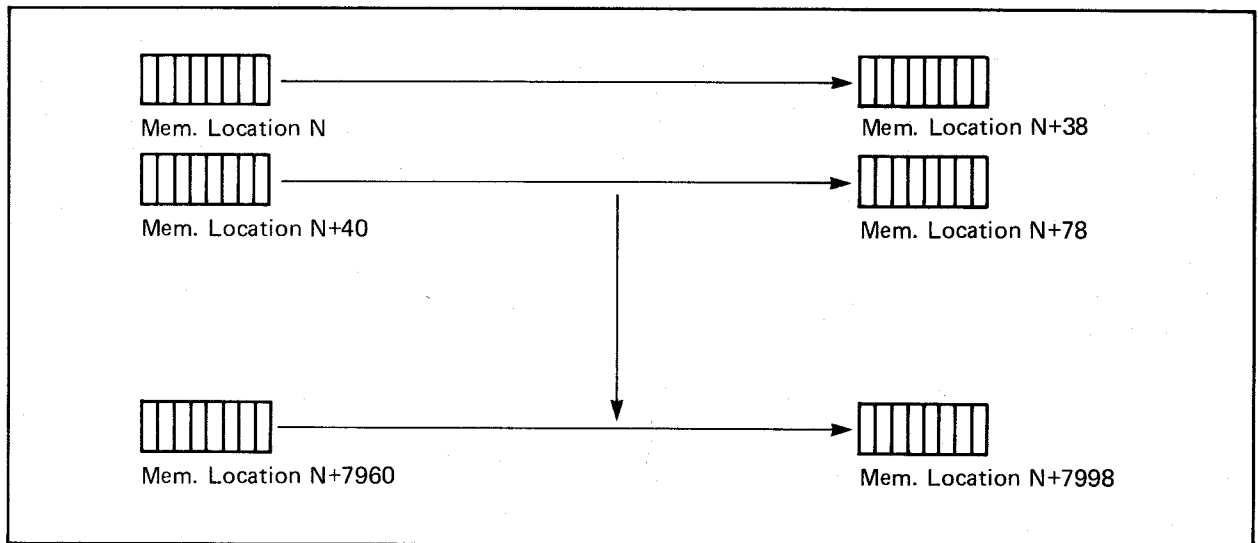 Mem. Location N
Mem. Location N+38
Mem. Location N+40
Mem. Location N+78
Mem. Location N+7960
Mem. Location N+7998